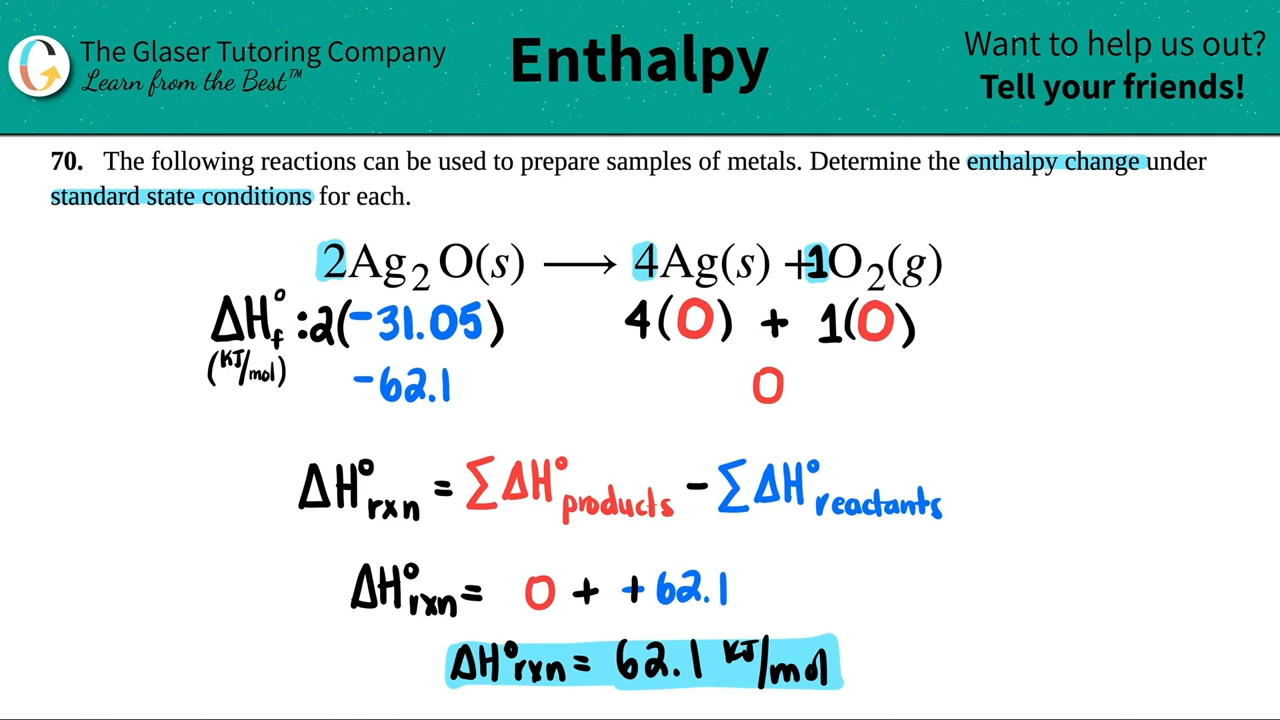 The Glaser Tutoring Company
Learn from the Best™
Enthalpy
Want to help us out?
Tell your friends!
70. The following reactions can be used to prepare samples of metals. Determine the enthalpy change under
standard state conditions for each.
2Ag₂O(s) ⟶ 4Ag(s) + 1O₂(g)
ΔH°f : 2(-31.05) 4(0) + 1(0)
(KJ/mol)
-62.1 0
ΔH°rxn = ΣΔH°products - ΣΔH°reactants
ΔH°rxn = 0 + +62.1
ΔH°rxn = 62.1 KJ/mol